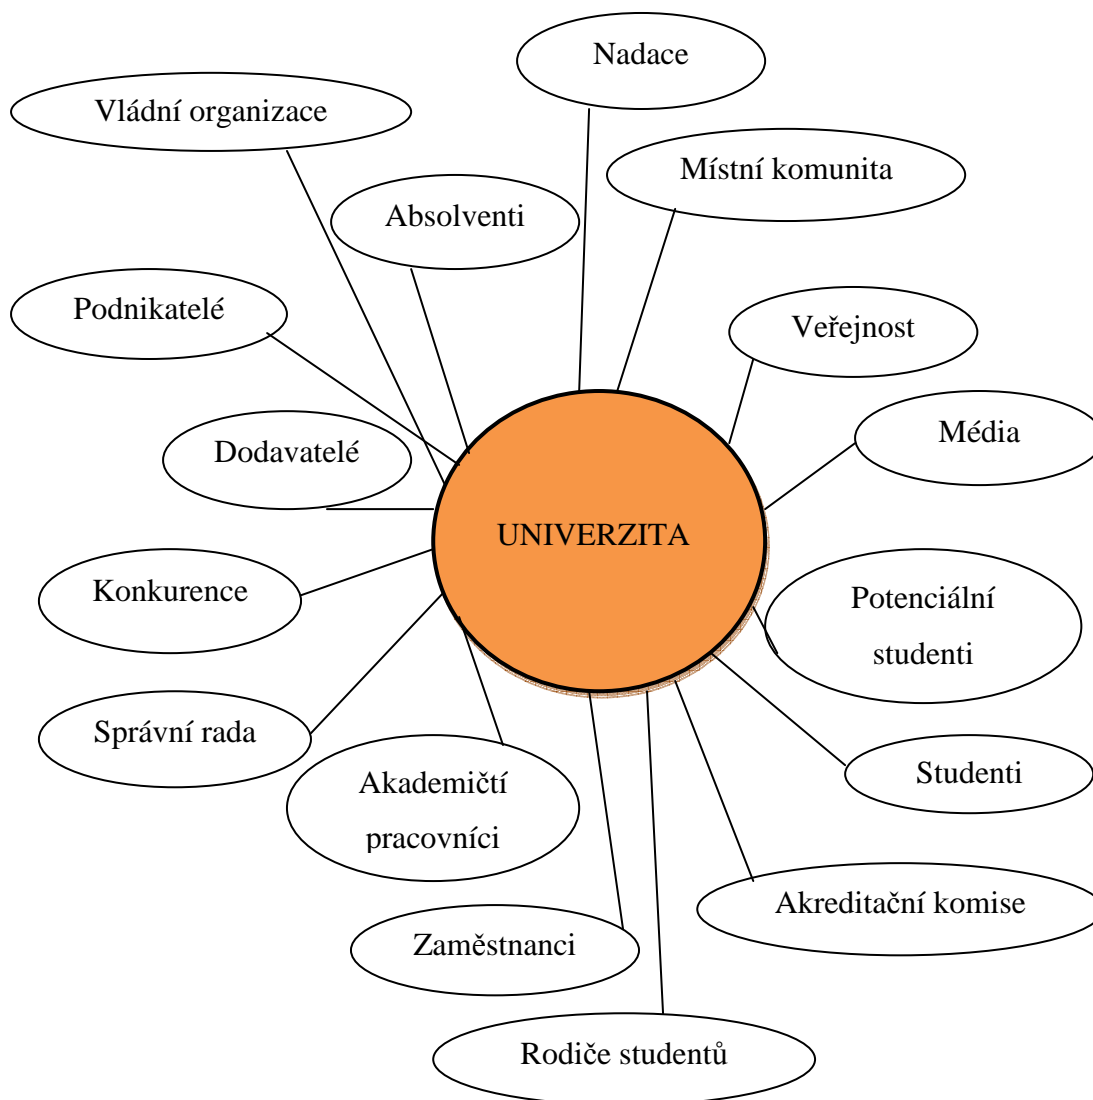 Nadace
Vládní organizace
Místní komunita
Absolventi
Podnikatelé
Veřejnost
Média
Dodavatelé
UNIVERZITA
Konkurence
Potenciální
studenti
Správní rada
Studenti
Akademičtí
pracovníci
Akreditační komise
Zaměstnanci
Rodiče studentů